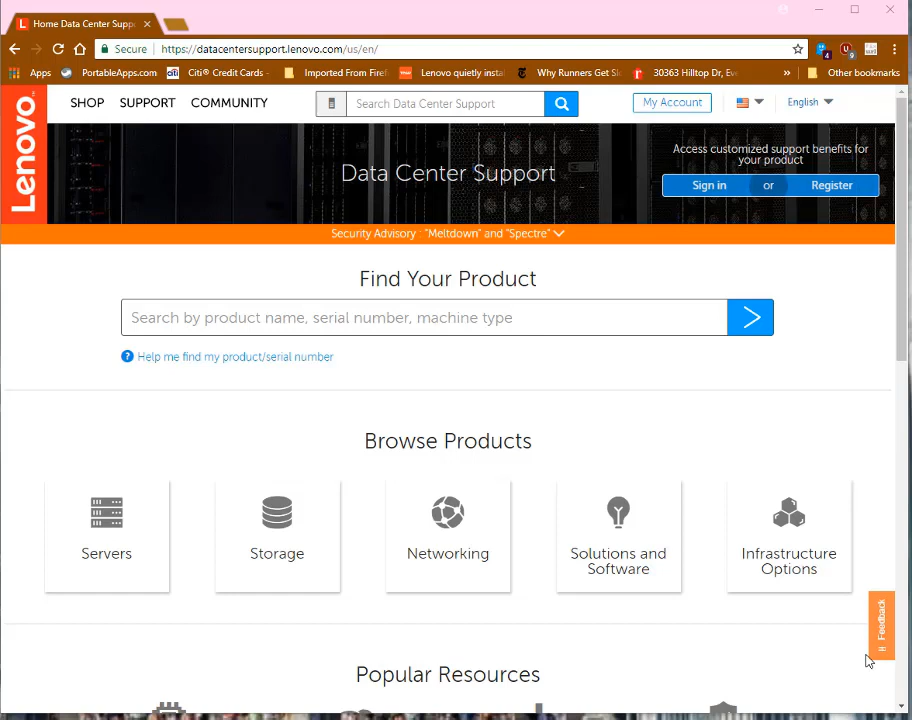 Home Data Center Supp
Secure
https://datacentersupport.lenovo.com/us/en/
4
9
Apps
PortableApps.com
Citi® Credit Cards -
Imported From Firef
Lenovo quietly insta
Why Runners Get Slo
30363 Hilltop Dr, Eve
»
Other bookmarks
Lenovo
SHOP
SUPPORT
COMMUNITY
Search Data Center Support
My Account
English
Data Center Support
Access customized support benefits for
your product
Sign in
or
Register
Security Advisory : "Meltdown" and "Spectre"
Find Your Product
Search by product name, serial number, machine type
? Help me find my product/serial number
Browse Products
Servers
Storage
Networking
Solutions and
Software
Infrastructure
Options
Feedback
Popular Resources